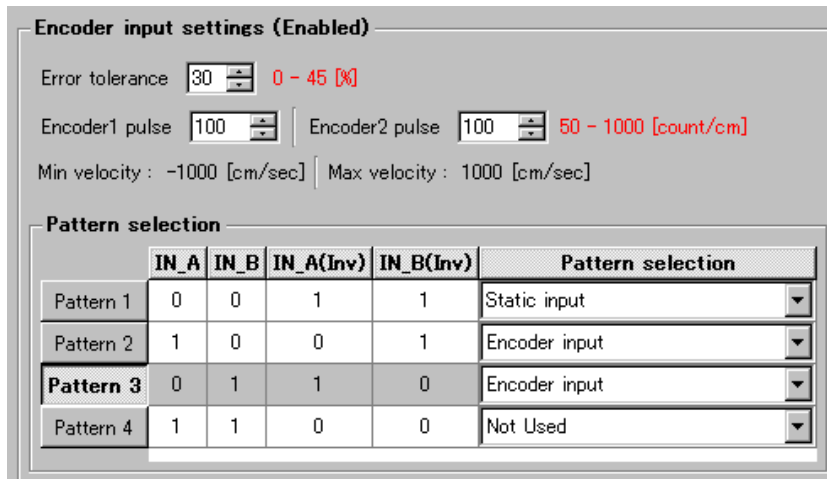 Encoder input settings (Enabled)
Error tolerance 30 0 - 45 [%]
Encoder1 pulse 100 Encoder2 pulse 100 50 - 1000 [count/cm]
Min velocity : -1000 [cm/sec] Max velocity : 1000 [cm/sec]
Pattern selection
IN_A IN_B IN_A(Inv) IN_B(Inv) Pattern selection
Pattern 1 0 0 1 1 Static input
Pattern 2 1 0 0 1 Encoder input
Pattern 3 0 1 1 0 Encoder input
Pattern 4 1 1 0 0 Not Used